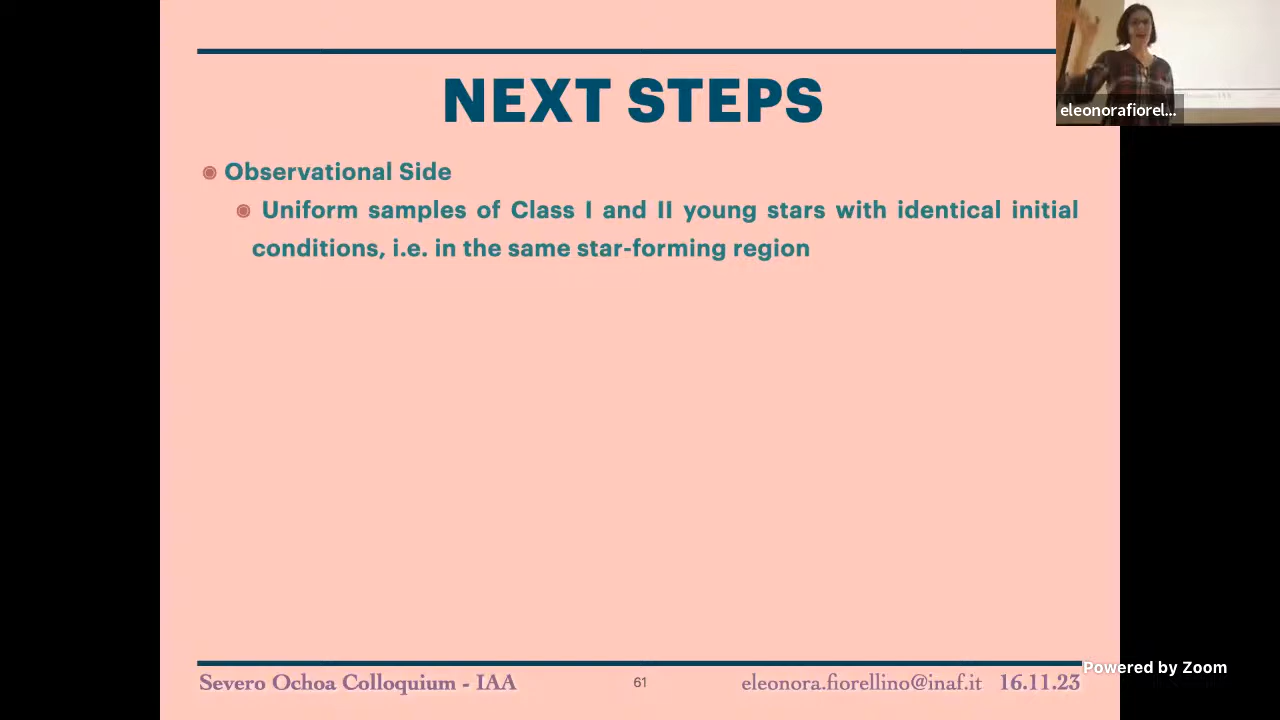 NEXT STEPS
eleonorafiorel...
Observational Side
Uniform samples of Class I and II young stars with identical initial
conditions, i.e. in the same star-forming region
Powered by Zoom
Severo Ochoa Colloquium - IAA
61
eleonora.fiorellino@inaf.it 16.11.23